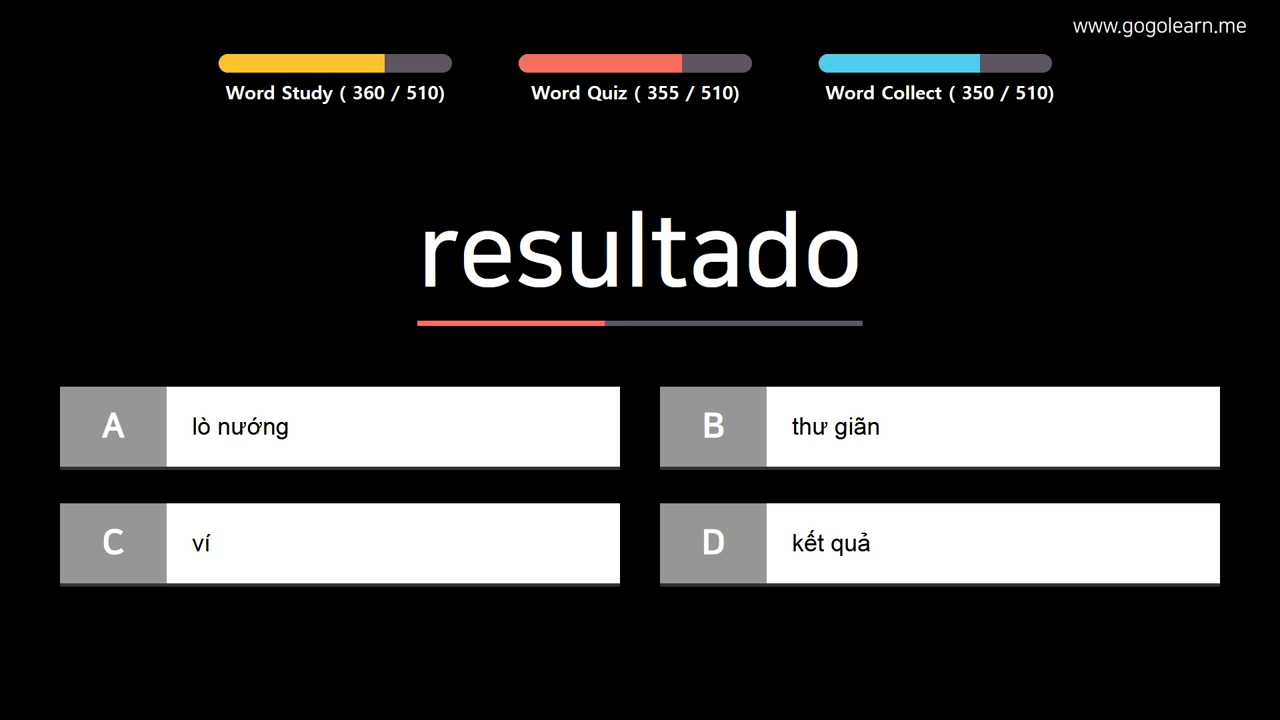 www.gogolearn.me
Word Study ( 360 / 510)
Word Quiz ( 355 / 510)
Word Collect ( 350 / 510)
resultado
A lò nướng
B thư giãn
C ví
D kết quả